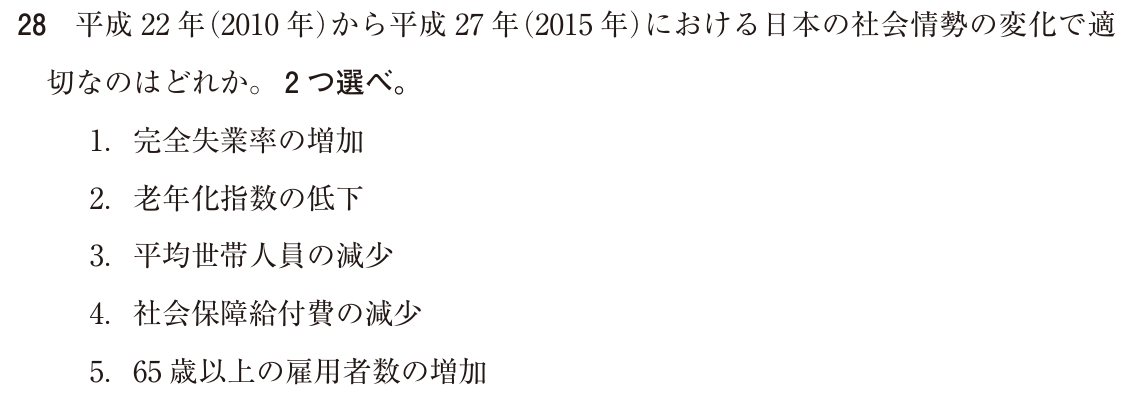 28 平成 22 年(2010 年)から平成 27 年(2015 年)における日本の社会情勢の変化で適
切なのはどれか。 2 つ選べ。
1. 完全失業率の増加
2. 老年化指数の低下
3. 平均世帯人員の減少
4. 社会保障給付費の減少
5. 65 歳以上の雇用者数の増加